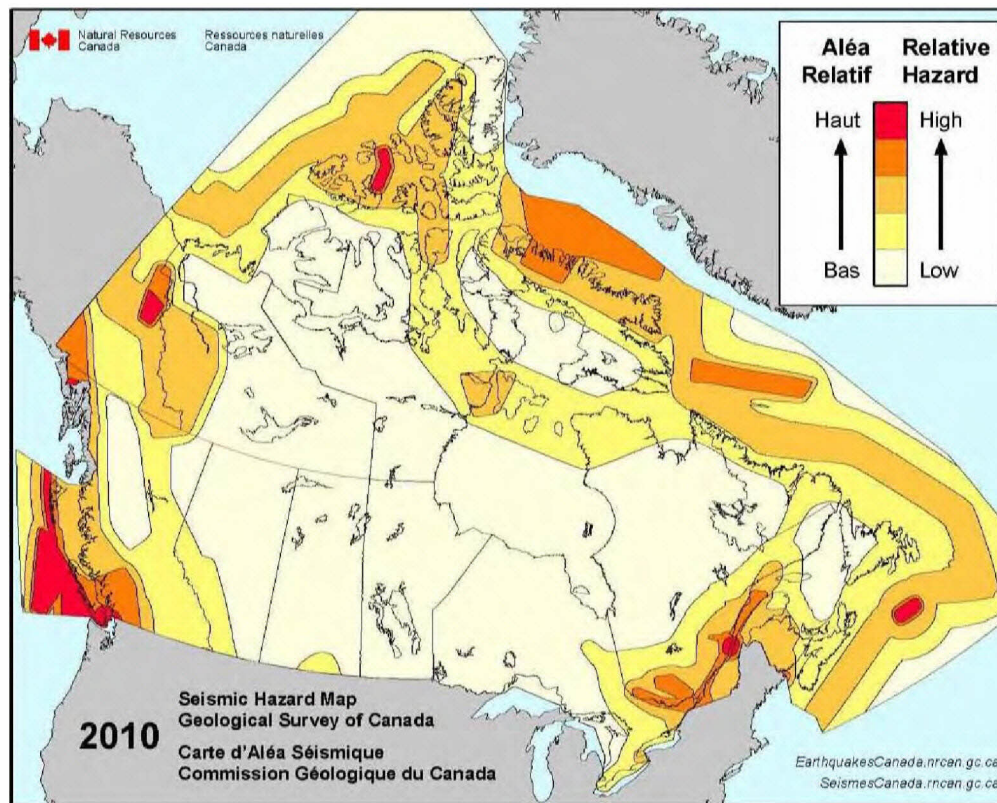 Natural Resources
Canada
Ressources naturelles
Canada
Aléa
Relatif
Relative
Hazard
Haut
High
Bas
Low
2010
Seismic Hazard Map
Geological Survey of Canada
Carte d'Aléa Séismique
Commission Géologique du Canada
EarthquakesCanada.nrcan.gc.ca
SeismesCanada.rncan.gc.ca